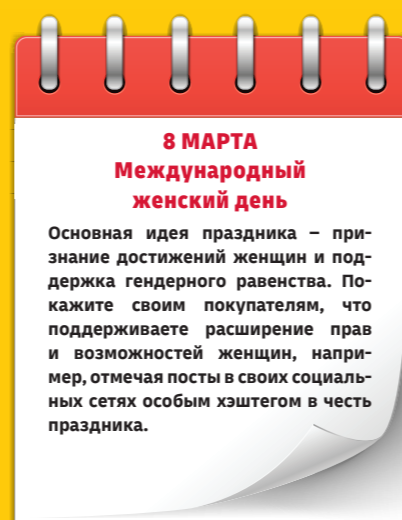 8 МАРТА
Международный
женский день
Основная идея праздника – при-
знание достижений женщин и под-
держка гендерного равенства. По-
кажите своим покупателям, что
поддерживаете расширение прав
и возможностей женщин, напри-
мер, отмечая посты в своих социаль-
ных сетях особым хэштегом в честь
праздника.